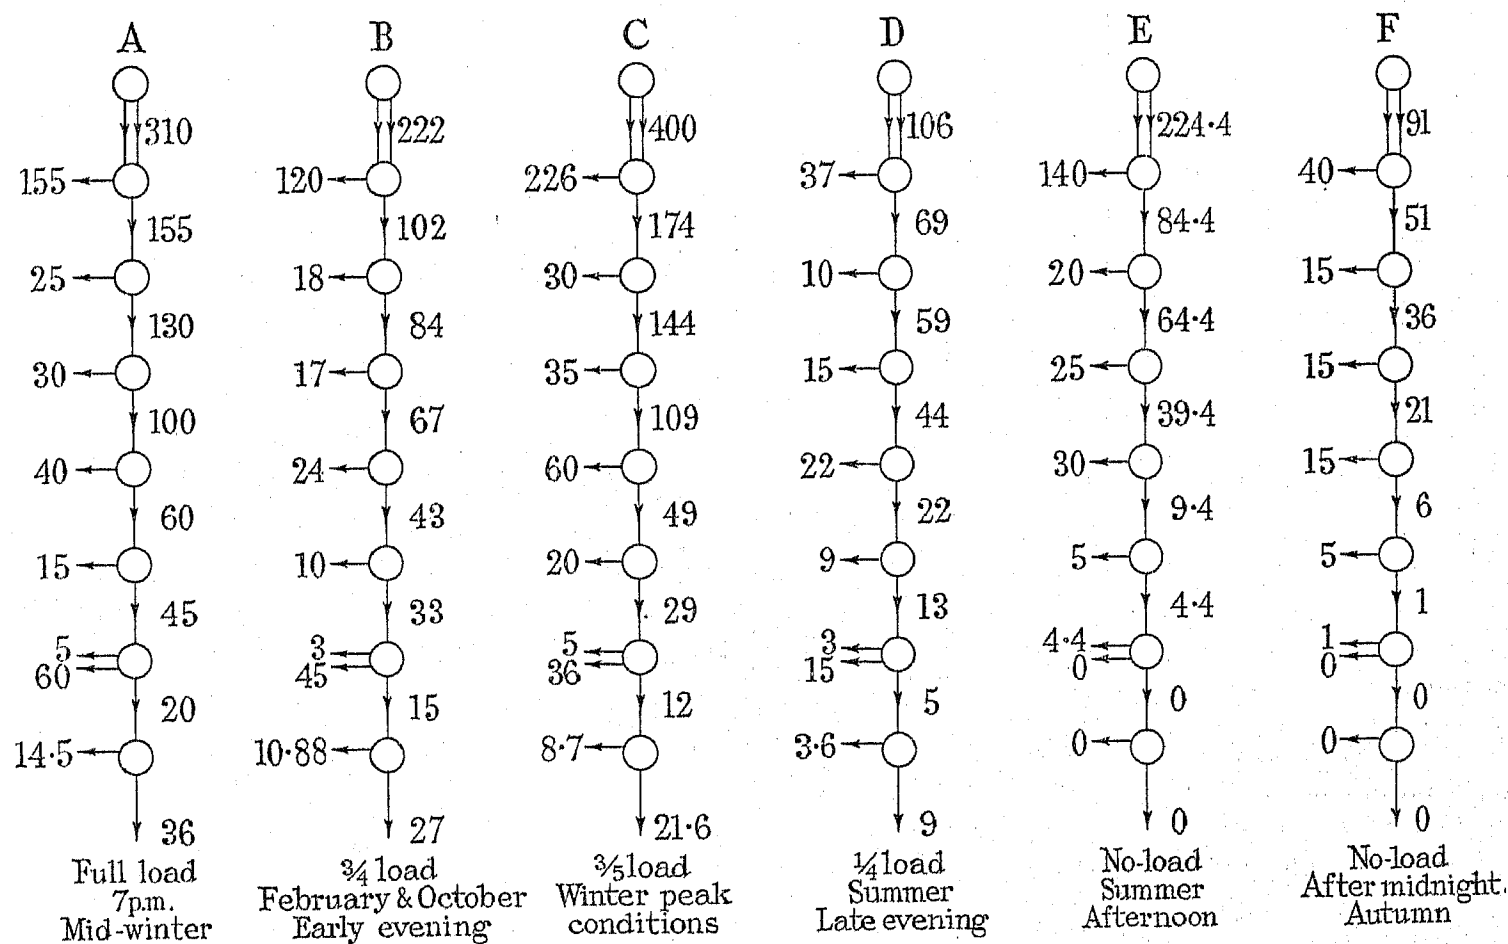 A B C D E F
310 222 400 106 224·4 91
155 120 226 37 140 40
155 102 174 69 84·4 51
25 18 30 10 20 15
130 84 144 59 64·4 36
30 17 35 15 25 15
100 67 109 44 39·4 21
40 24 60 22 30 15
60 43 49 22 9·4 6
15 10 20 9 5 5
45 33 29 13 4·4 1
5 3 5 3 4·4 1
60 45 36 15 0 0
20 15 12 5 0 0
14·5 10·88 8·7 3·6 0 0
36 27 21·6 9 0 0
Full load
7p.m.
Mid-winter
¾ load
February & October
Early evening
⅗ load
Winter peak
conditions
¼ load
Summer
Late evening
No-load
Summer
Afternoon
No-load
After midnight.
Autumn